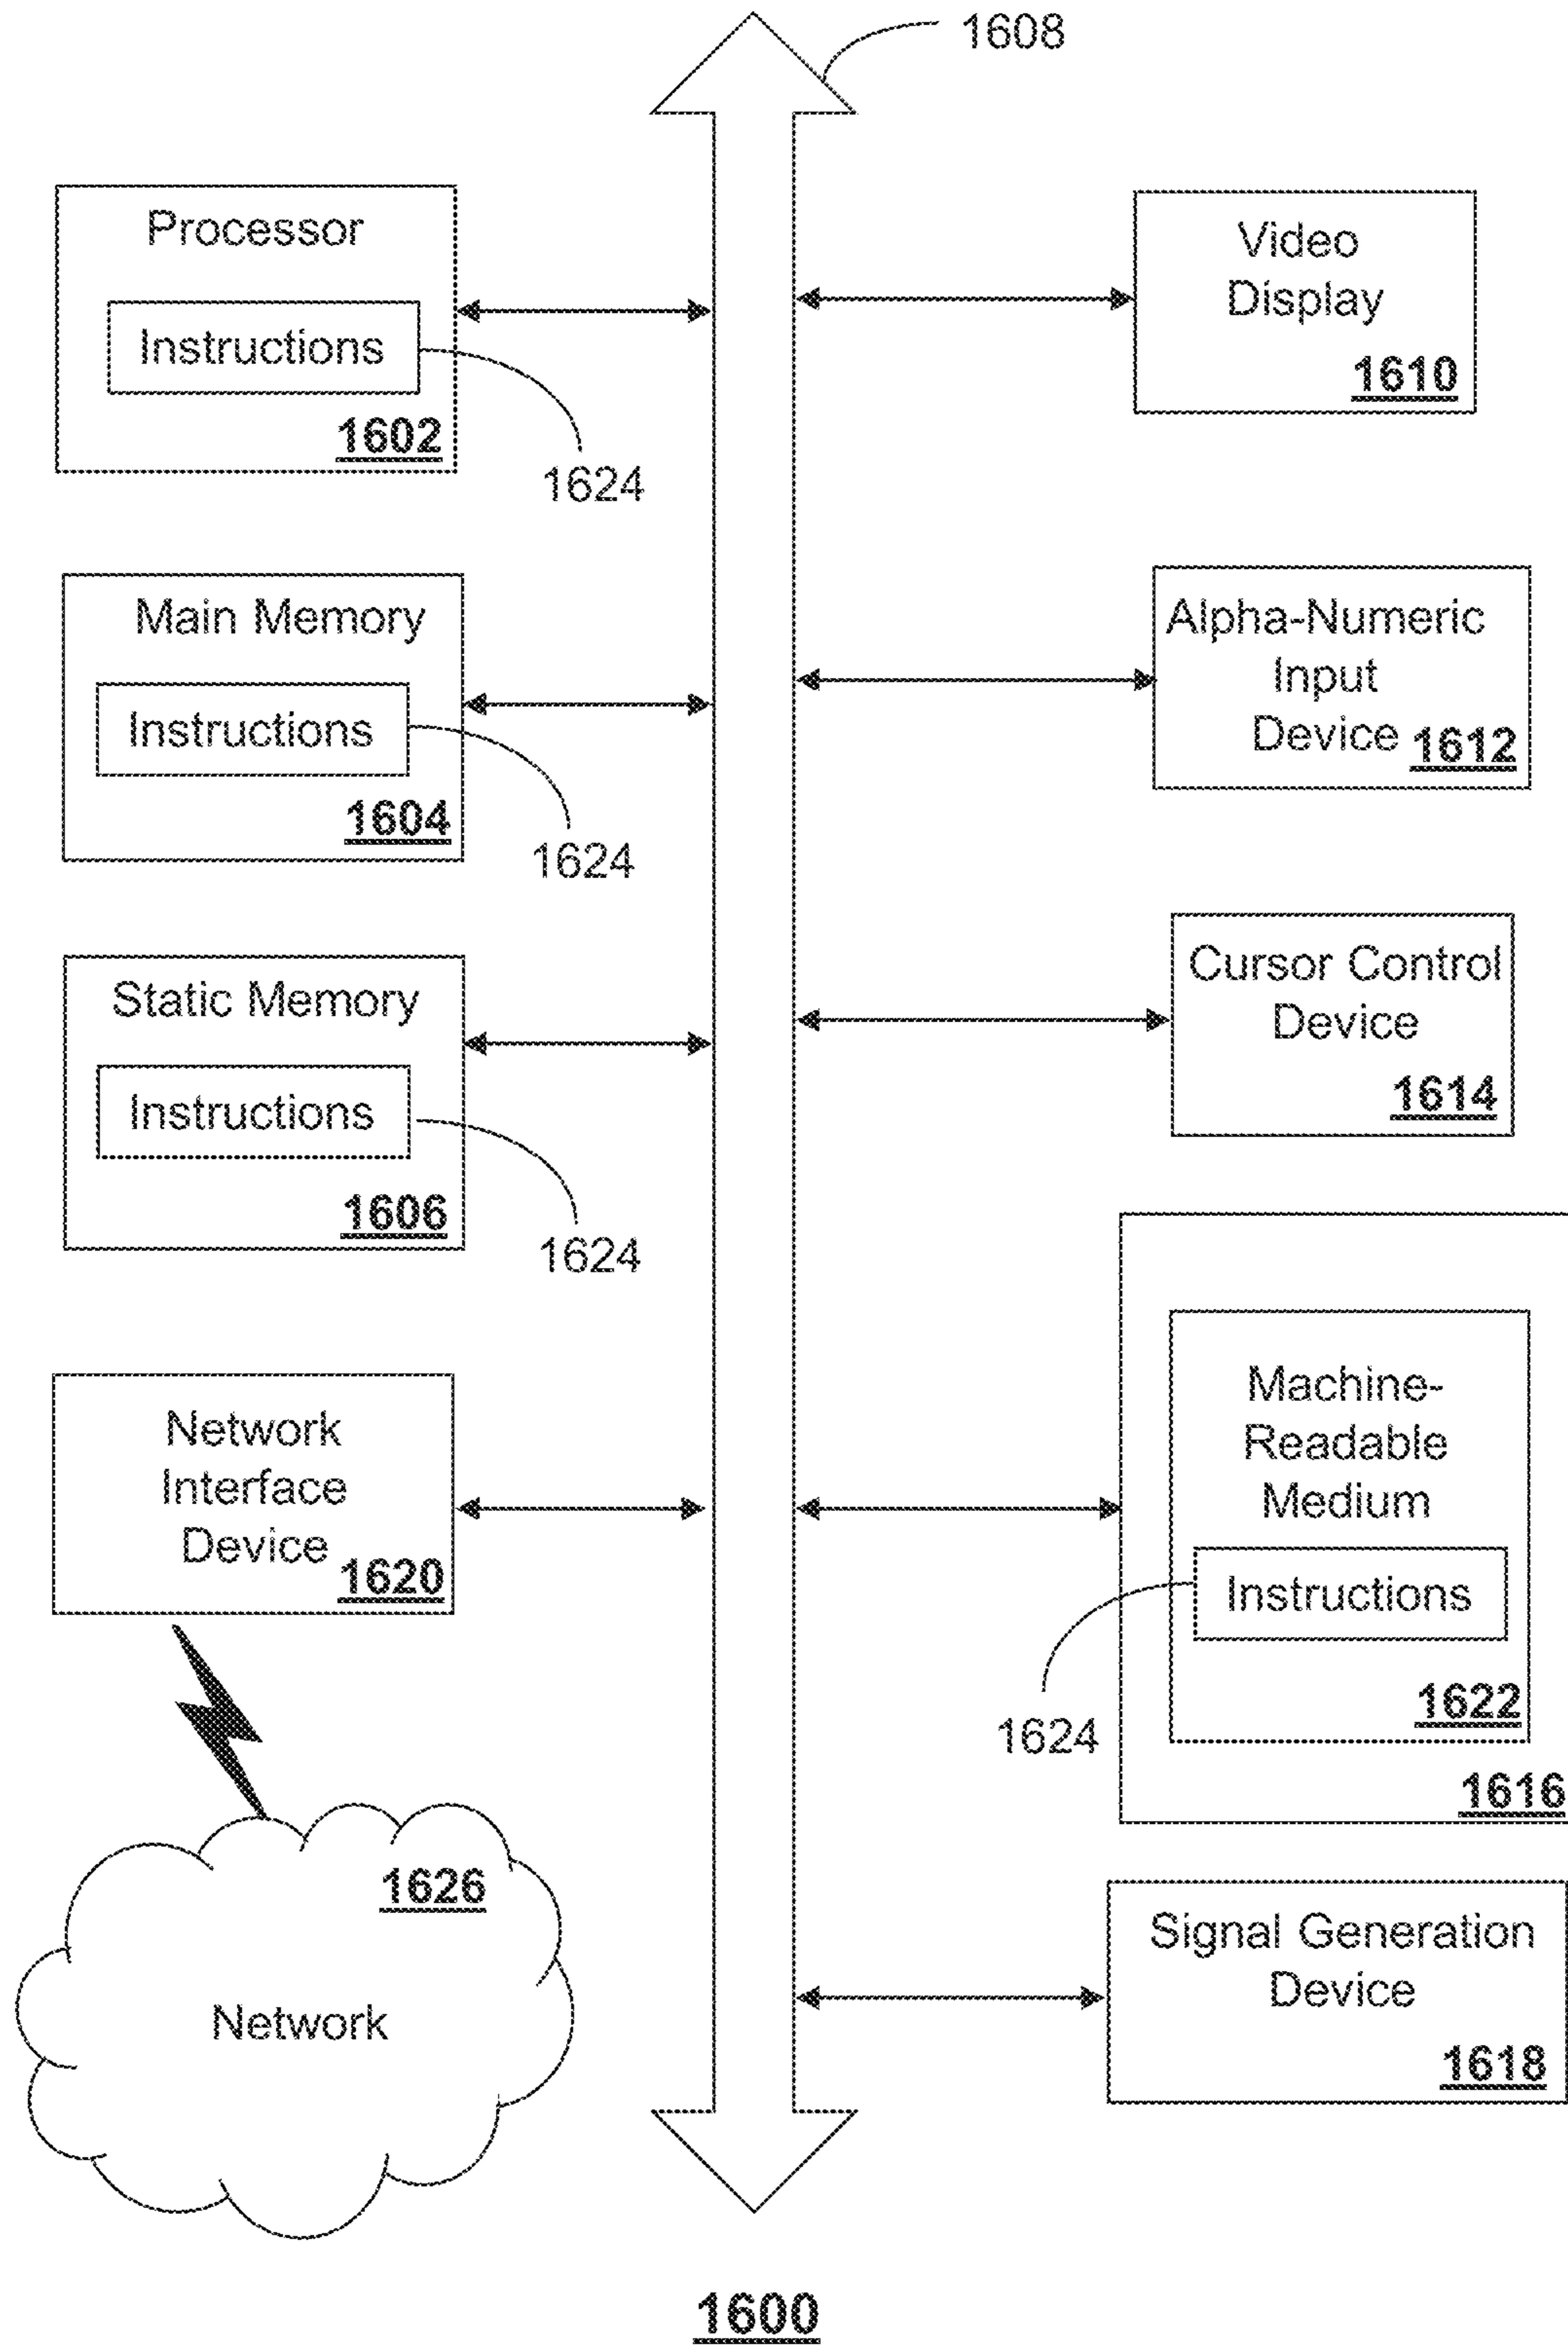 1608
Processor
Instructions
1602
1624
Video
Display
1610
Main Memory
Instructions
1604
1624
Alpha-Numeric
Input
Device
1612
Static Memory
Instructions
1606
1624
Cursor Control
Device
1614
Network
Interface
Device
1620
Machine-
Readable
Medium
Instructions
1624
1622
1616
1626
Network
Signal Generation
Device
1618
1600